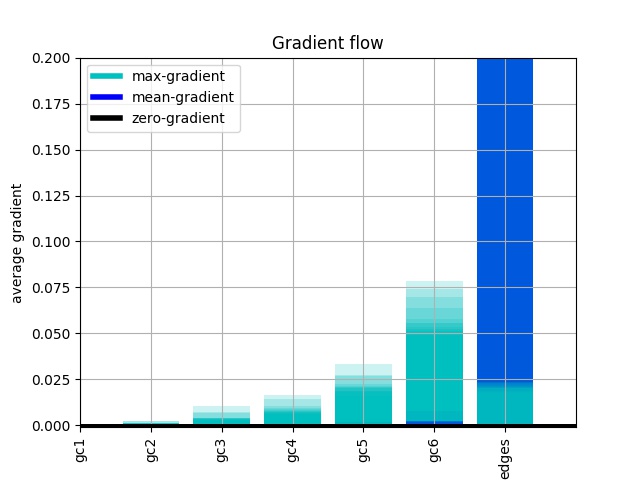 Gradient flow
max-gradient
mean-gradient
zero-gradient
average gradient
0.200
0.175
0.150
0.125
0.100
0.075
0.050
0.025
0.000
gc1
gc2
gc3
gc4
gc5
gc6
edges